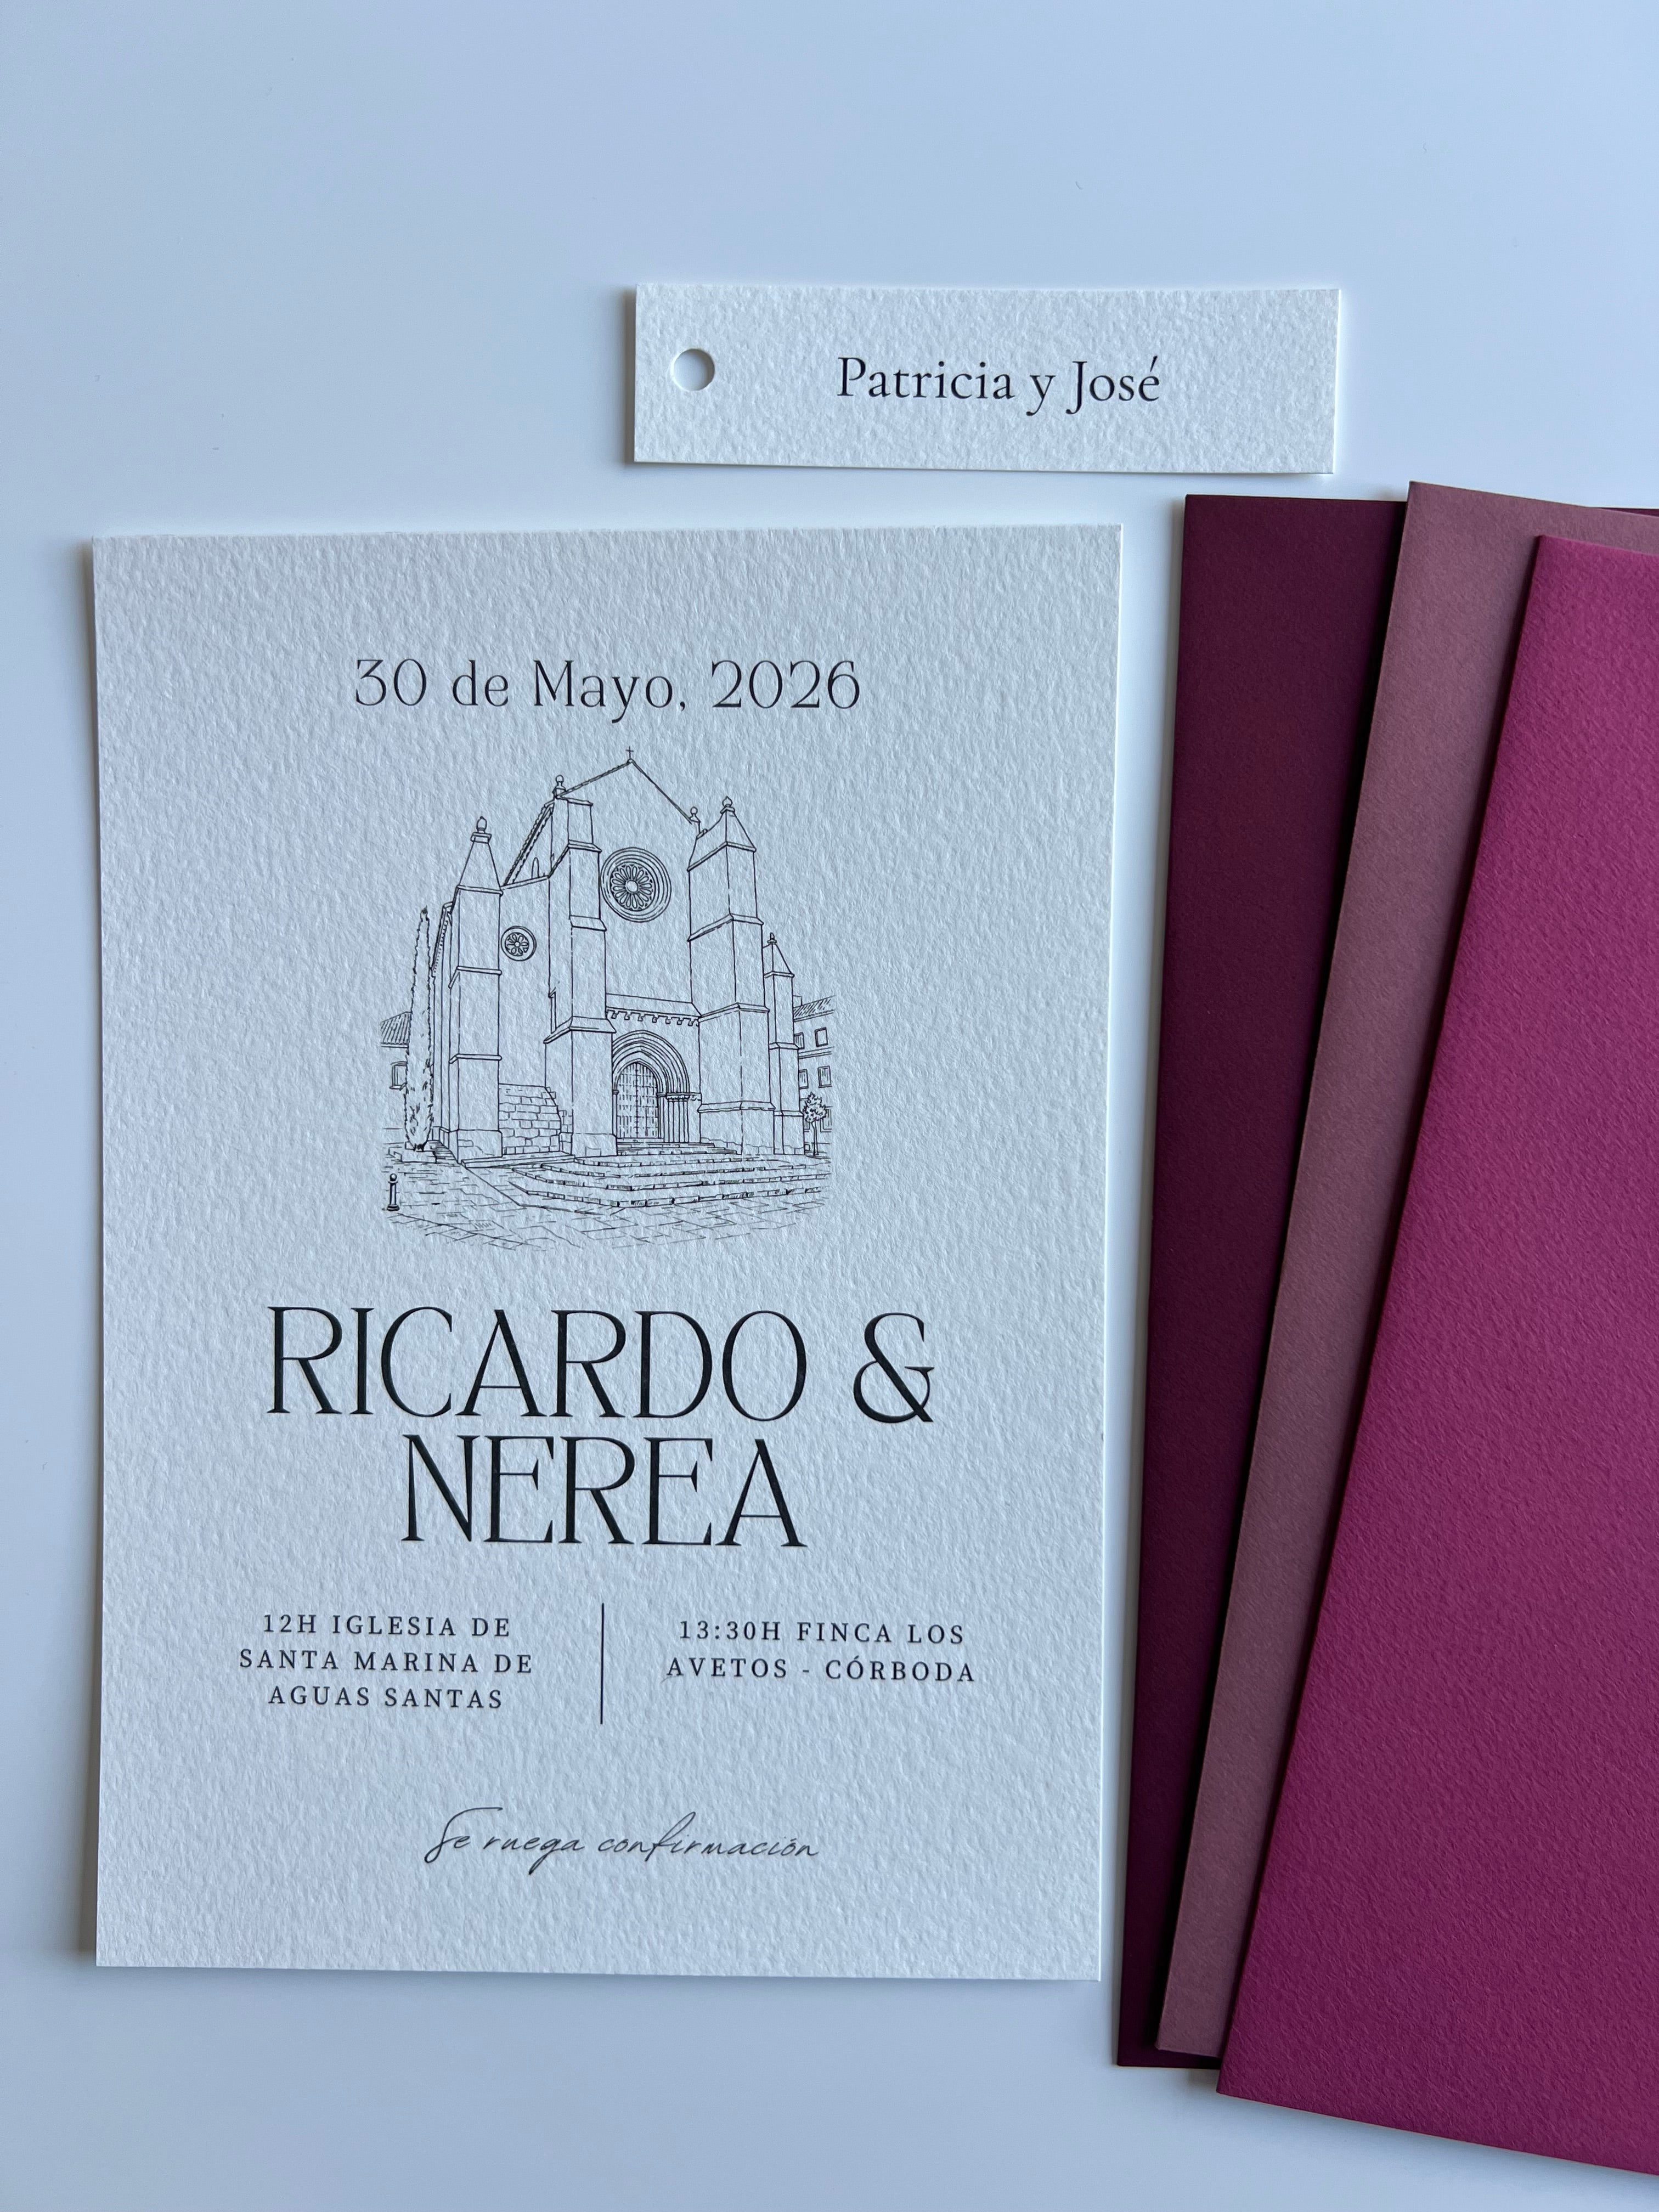 Patricia y José
30 de Mayo, 2026
RICARDO &
NEREA
12H IGLESIA DE
SANTA MARINA DE
AGUAS SANTAS
13:30H FINCA LOS
AVETOS - CÓRBODA
Se ruega confirmación